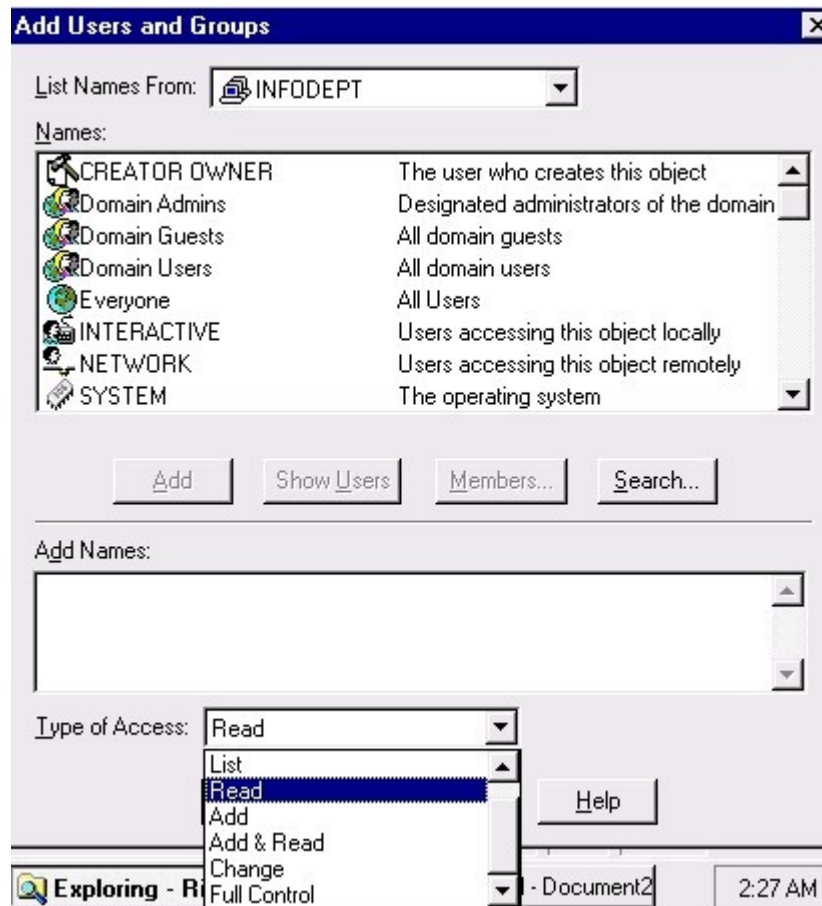 Add Users and Groups
List Names From: INFODEPT
Names:
CREATOR OWNER The user who creates this object
Domain Admins Designated administrators of the domain
Domain Guests All domain guests
Domain Users All domain users
Everyone All Users
INTERACTIVE Users accessing this object locally
NETWORK Users accessing this object remotely
SYSTEM The operating system
Add Show Users Members... Search...
Add Names:
Type of Access: Read
List
Read
Help
Add
Add & Read
Change
Full Control
Exploring - Ri - Document2 2:27 AM